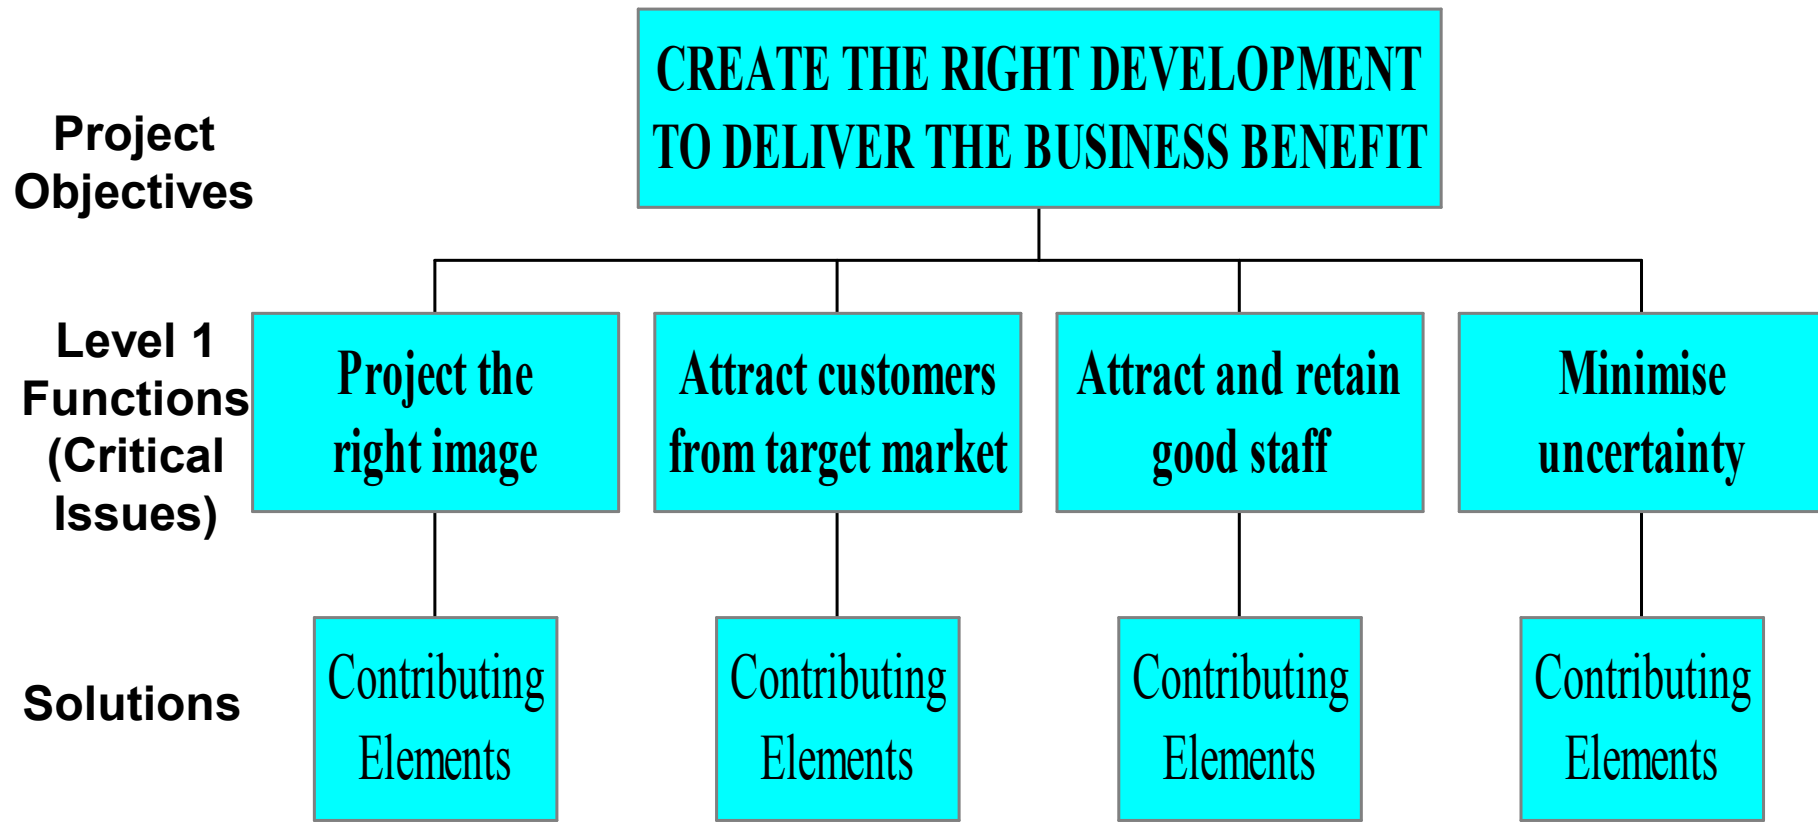 CREATE THE RIGHT DEVELOPMENT
TO DELIVER THE BUSINESS BENEFIT
Project
Objectives
Level 1
Functions
(Critical
Issues)
Project the
right image
Attract customers
from target market
Attract and retain
good staff
Minimise
uncertainty
Solutions
Contributing
Elements
Contributing
Elements
Contributing
Elements
Contributing
Elements